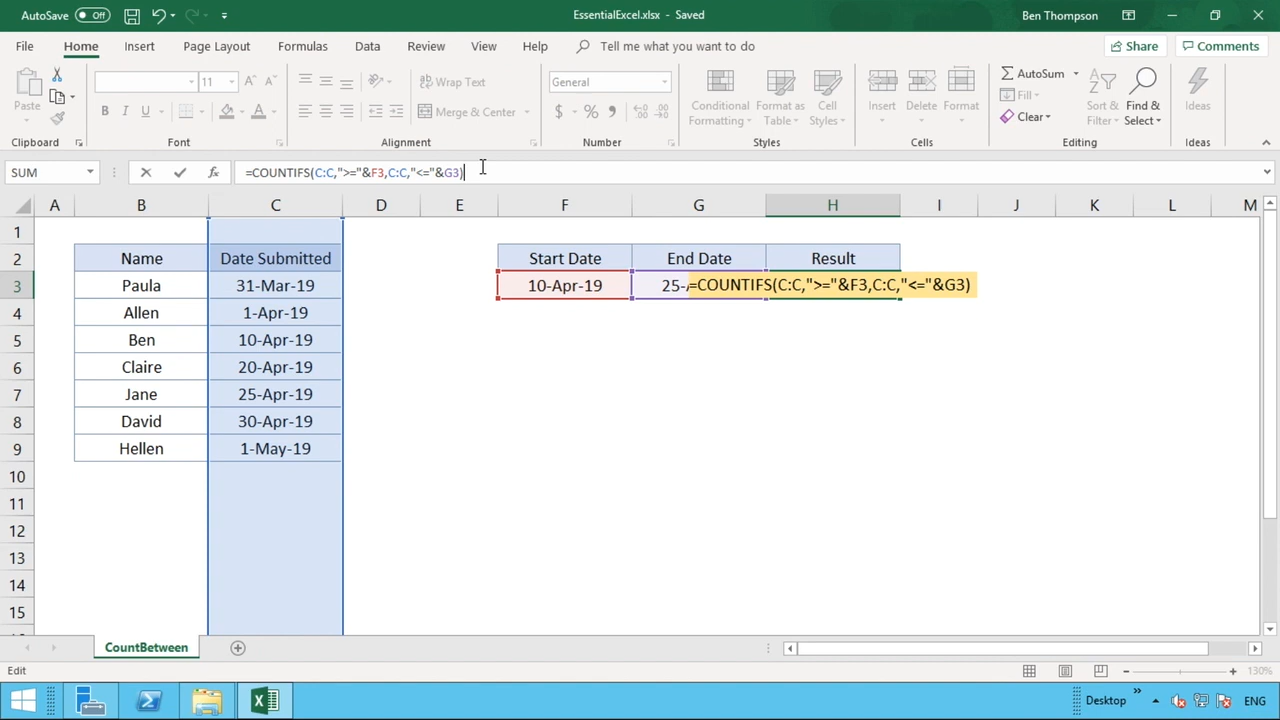 AutoSave Off
EssentialExcel.xlsx - Saved
Ben Thompson
File Home Insert Page Layout Formulas Data Review View Help Tell me what you want to do Share Comments
Paste
11 A A
B I U A
Wrap Text
Merge & Center
General
$ % ,
Conditional Formatting
Format as Table
Cell Styles
Insert Delete Format
AutoSum
Fill
Clear
Sort & Filter
Find & Select
Ideas
Clipboard Font Alignment Number Styles Cells Editing Ideas
SUM fx =COUNTIFS(C:C,">="&F3,C:C,"<="&G3)
A B C D E F G H I J K L M
1
2 Name Date Submitted Start Date End Date Result
3 Paula 31-Mar-19 10-Apr-19 25- =COUNTIFS(C:C,">="&F3,C:C,"<="&G3)
4 Allen 1-Apr-19
5 Ben 10-Apr-19
6 Claire 20-Apr-19
7 Jane 25-Apr-19
8 David 30-Apr-19
9 Hellen 1-May-19
10
11
12
13
14
15
CountBetween
Edit
130%
Desktop ENG